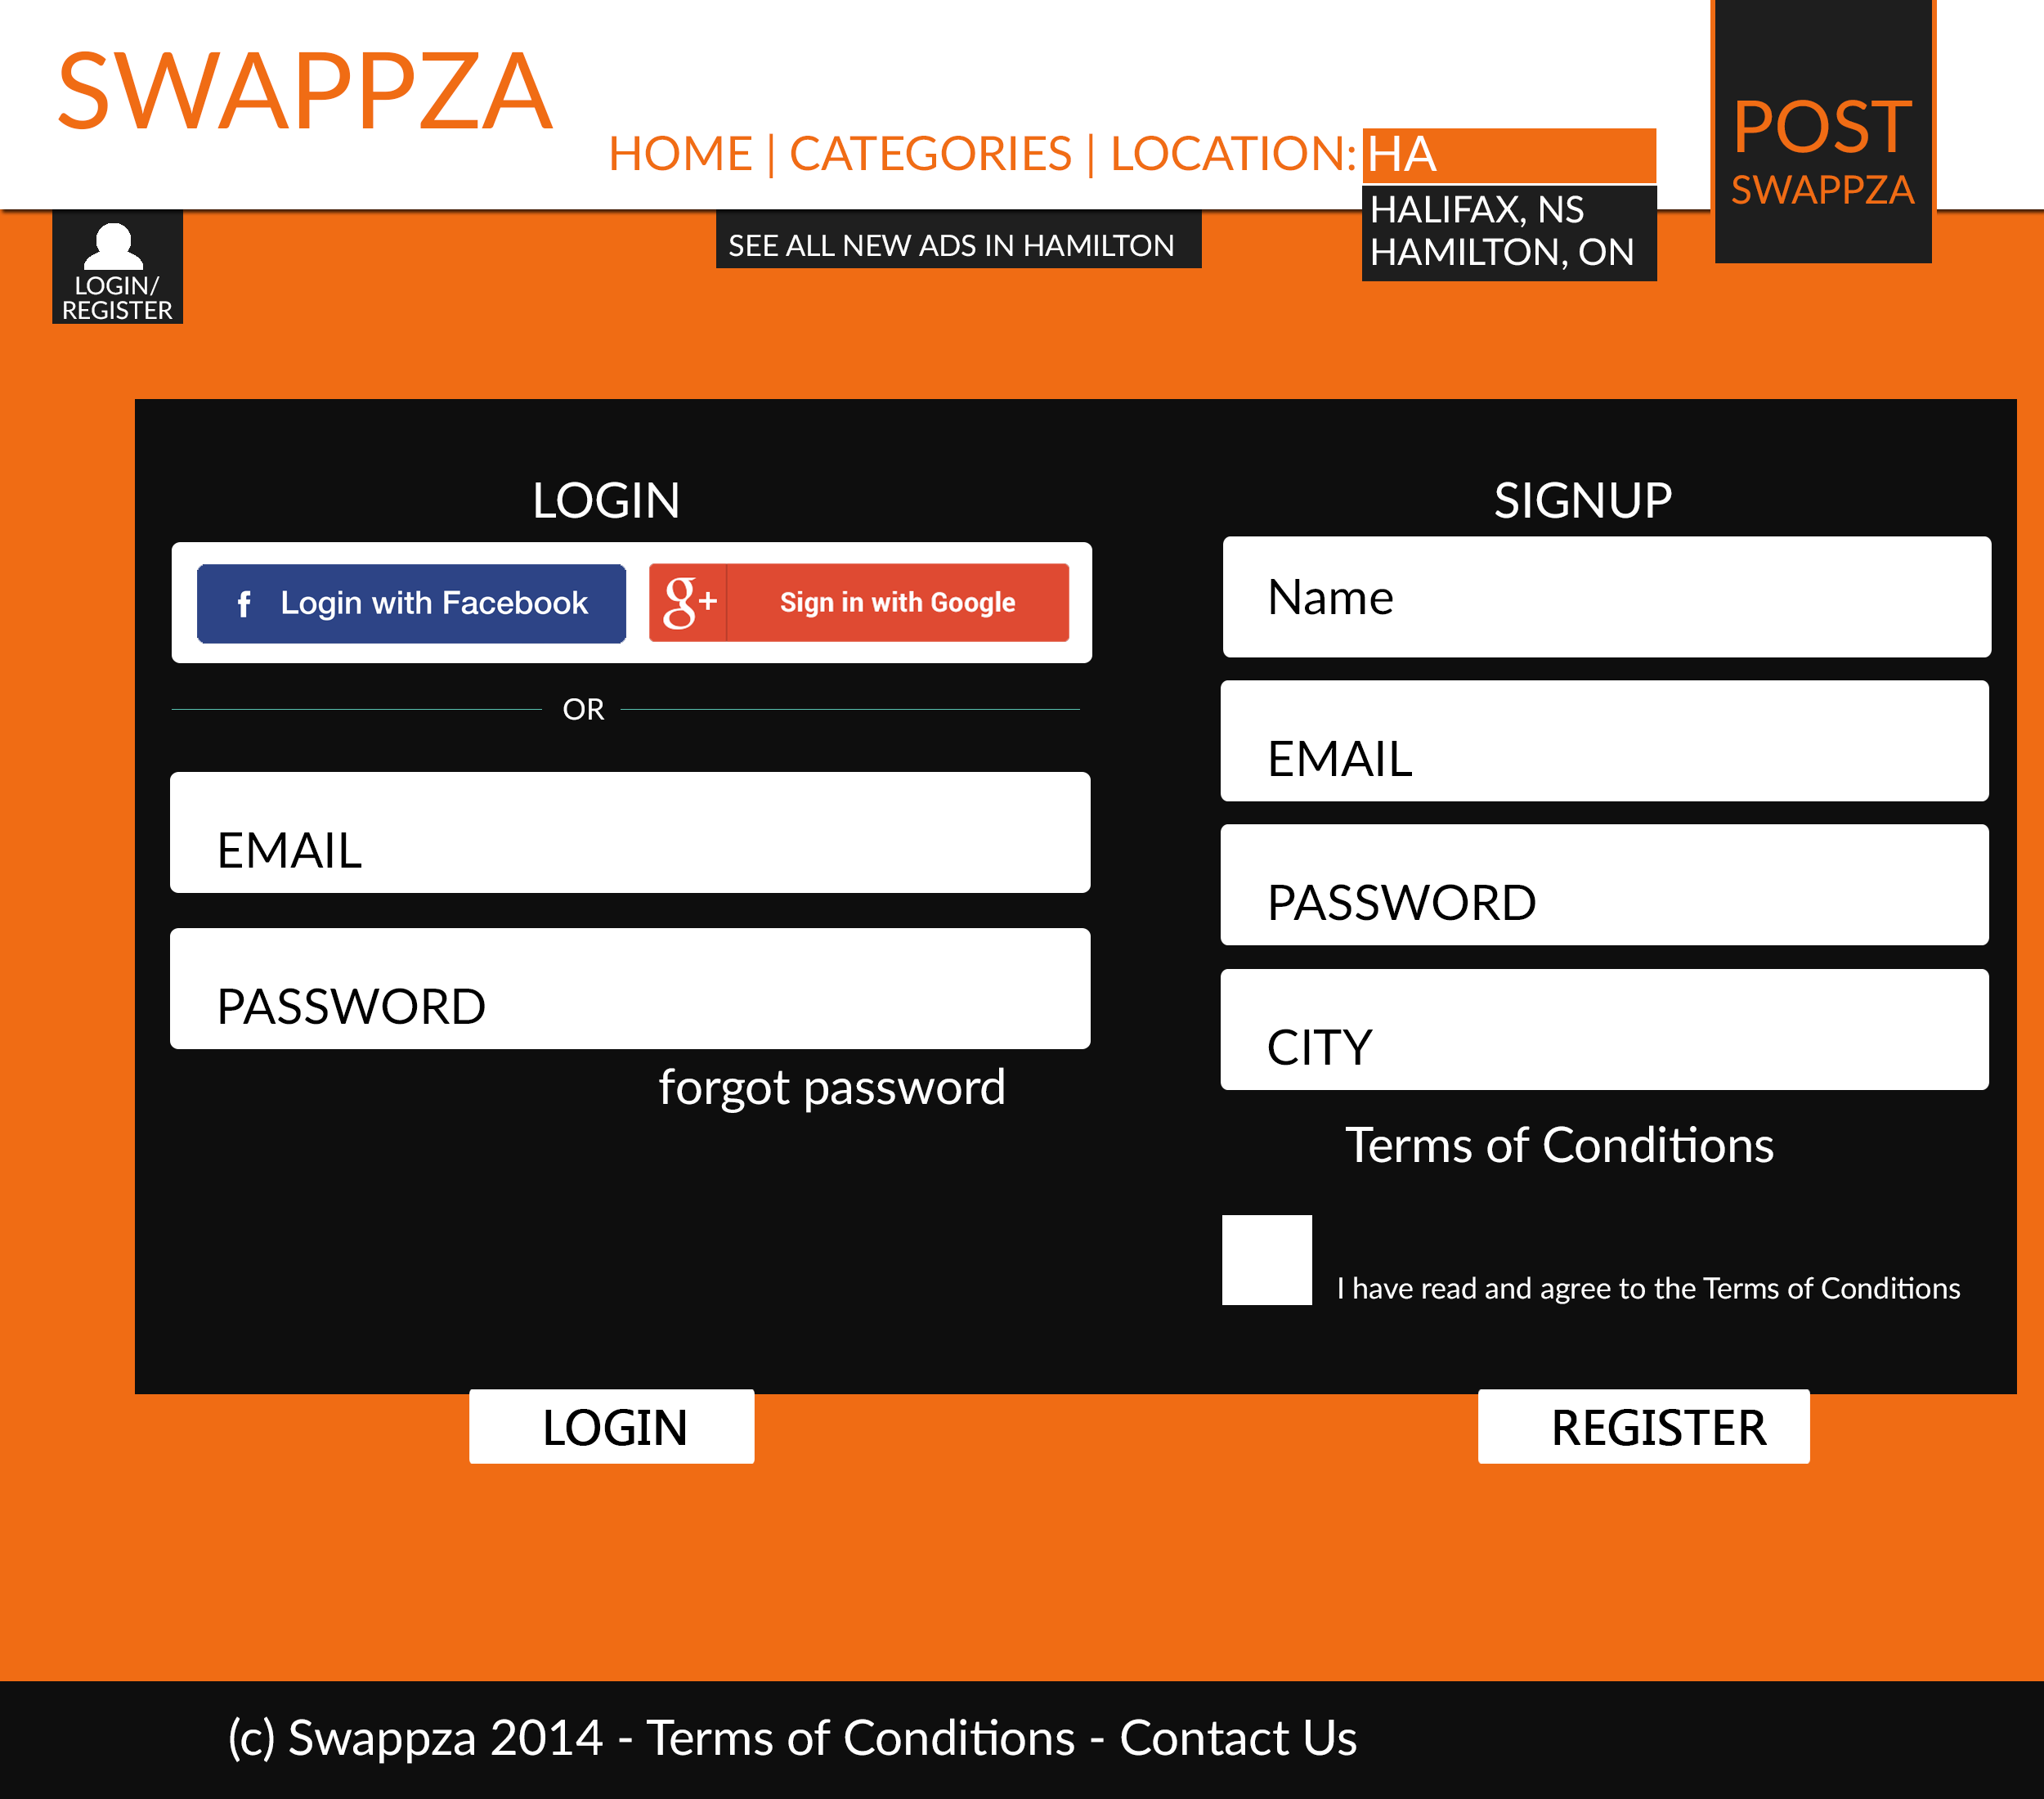 SWAPPZA
HOME | CATEGORIES | LOCATION: HA
POST
SWAPPZA
HALIFAX, NS
HAMILTON, ON
SEE ALL NEW ADS IN HAMILTON
LOGIN/
REGISTER
LOGIN
f Login with Facebook
g+ Sign in with Google
OR
EMAIL
PASSWORD
forgot password
LOGIN
SIGNUP
Name
EMAIL
PASSWORD
CITY
Terms of Conditions
I have read and agree to the Terms of Conditions
REGISTER
(c) Swappza 2014 - Terms of Conditions - Contact Us